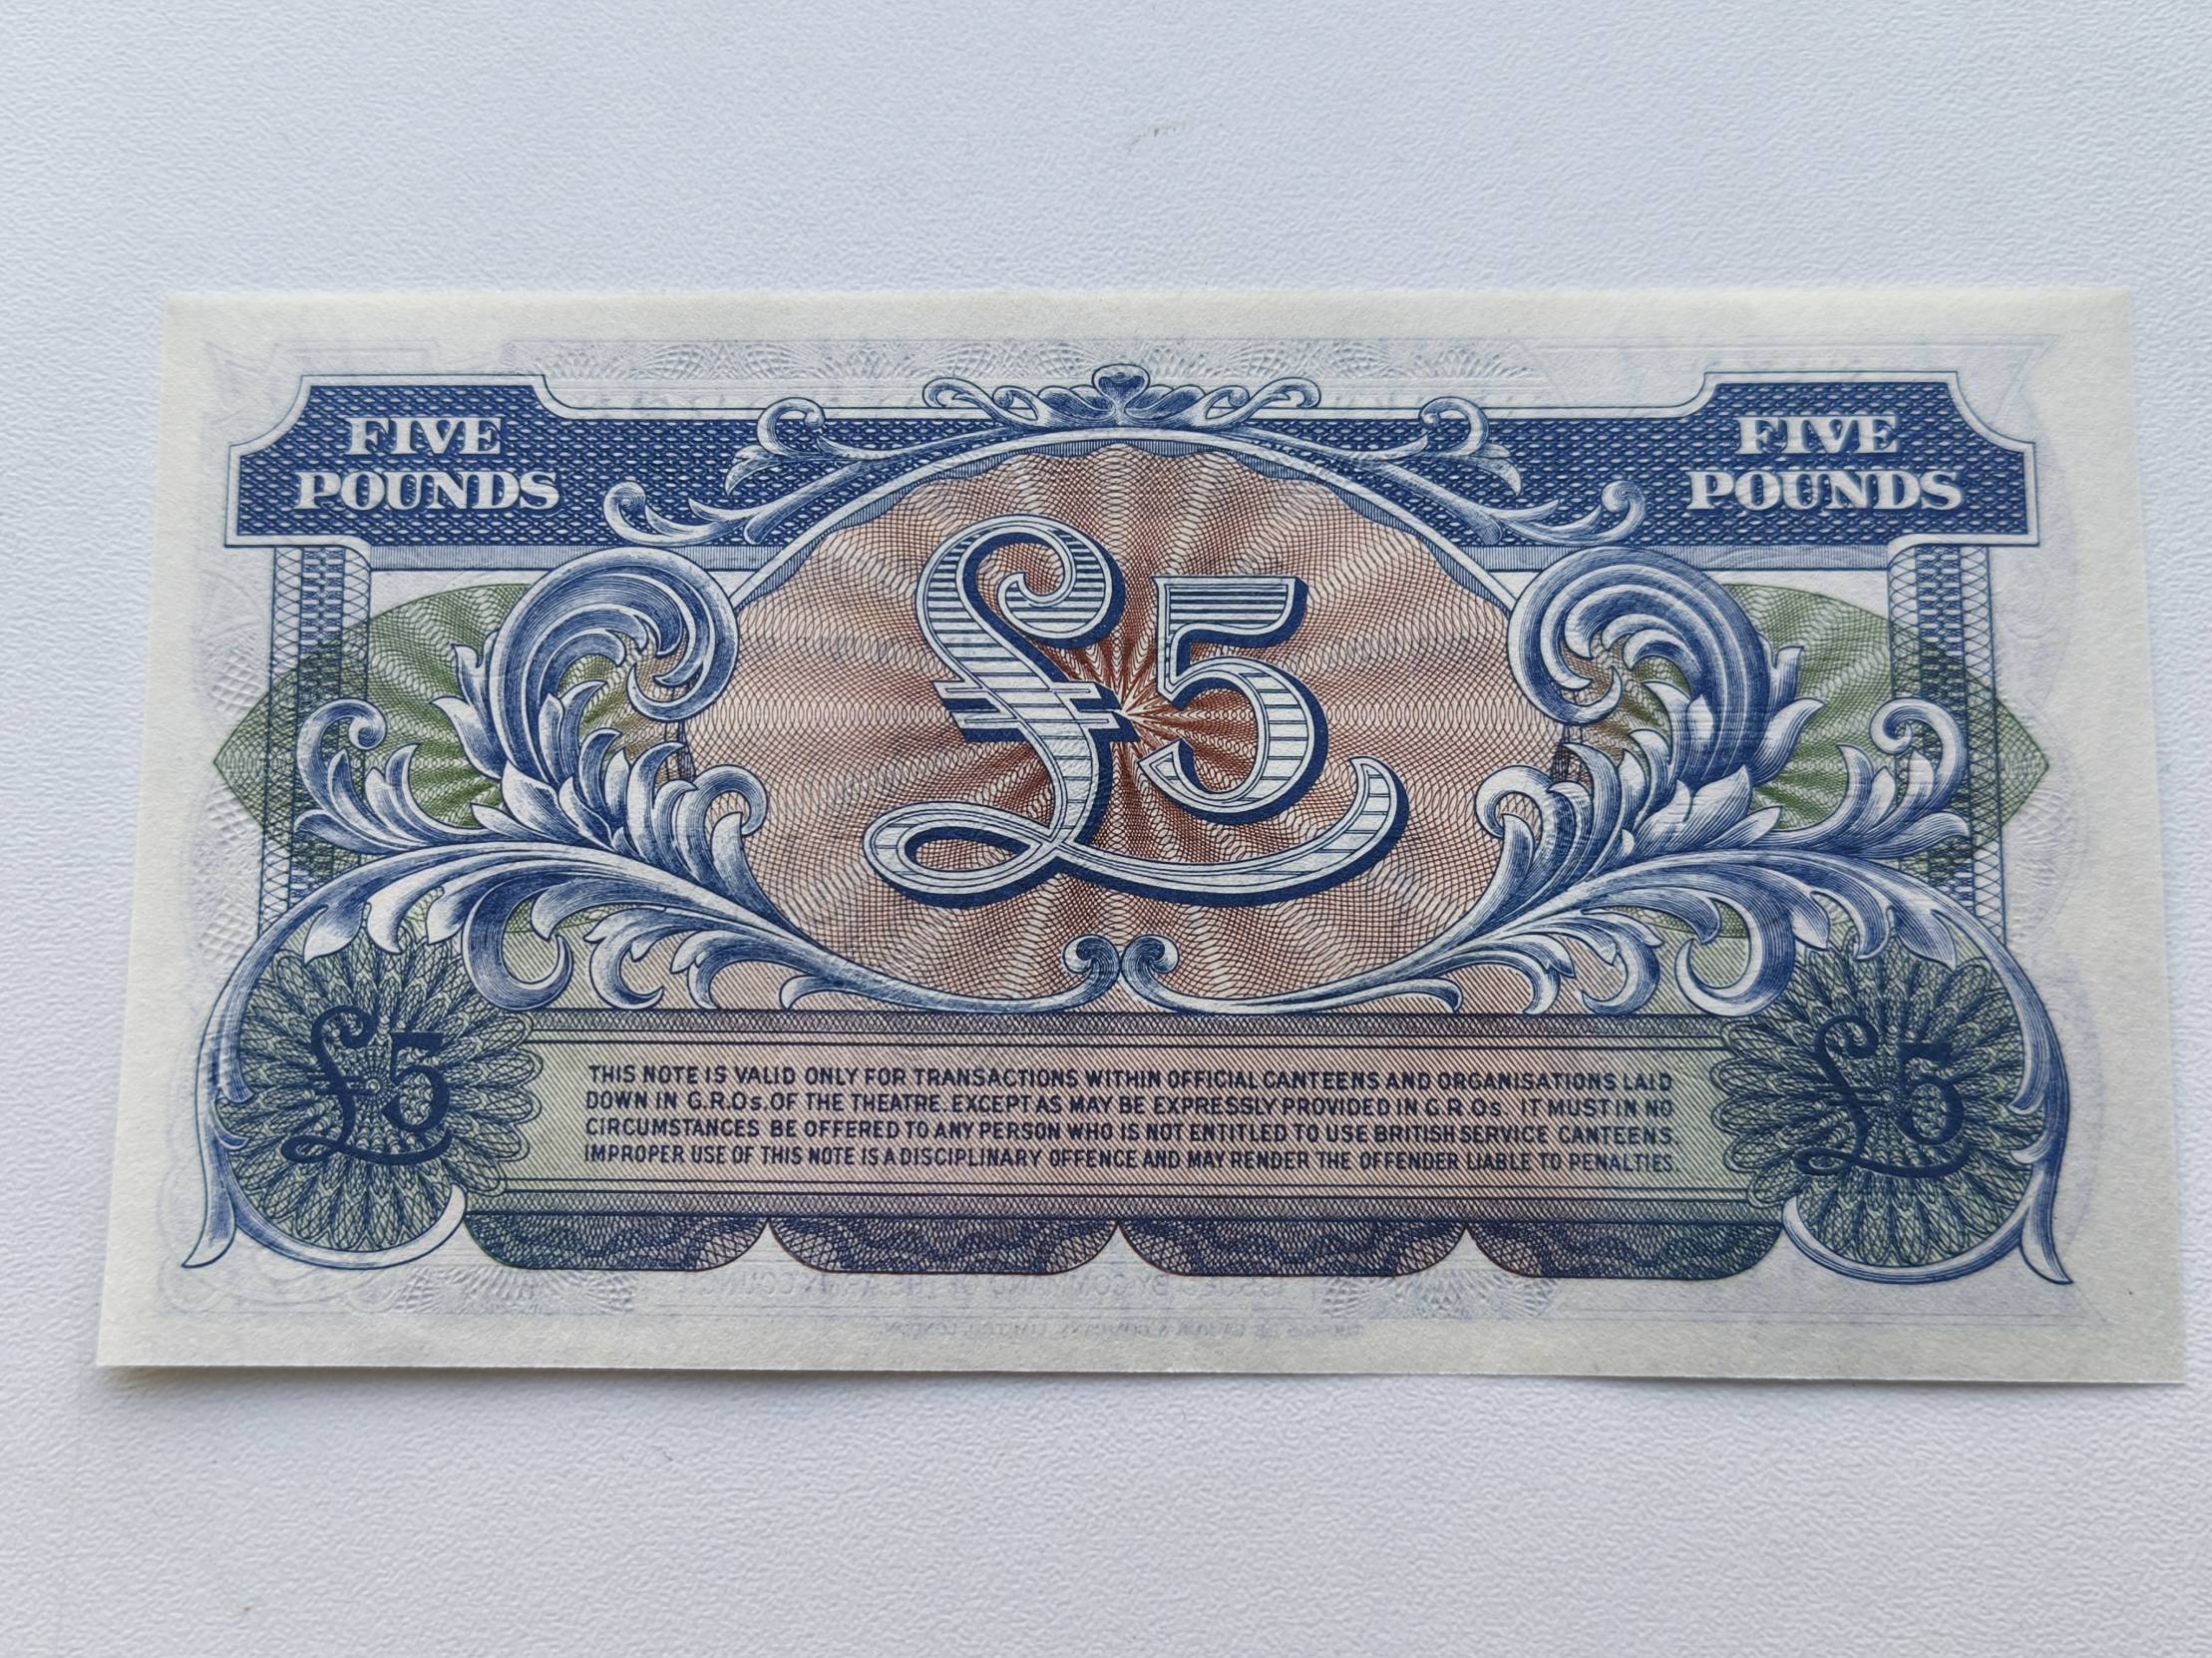 FIVE
POUNDS
FIVE
POUNDS
£5
£5
THIS NOTE IS VALID ONLY FOR TRANSACTIONS WITHIN OFFICIAL CANTEENS AND ORGANISATIONS LAID
DOWN IN G.R.Os. OF THE THEATRE. EXCEPT AS MAY BE EXPRESSLY PROVIDED IN G.R.Os. IT MUST IN NO
CIRCUMSTANCES BE OFFERED TO ANY PERSON WHO IS NOT ENTITLED TO USE BRITISH SERVICE CANTEENS.
IMPROPER USE OF THIS NOTE IS A DISCIPLINARY OFFENCE AND MAY RENDER THE OFFENDER LIABLE TO PENALTIES.
£5